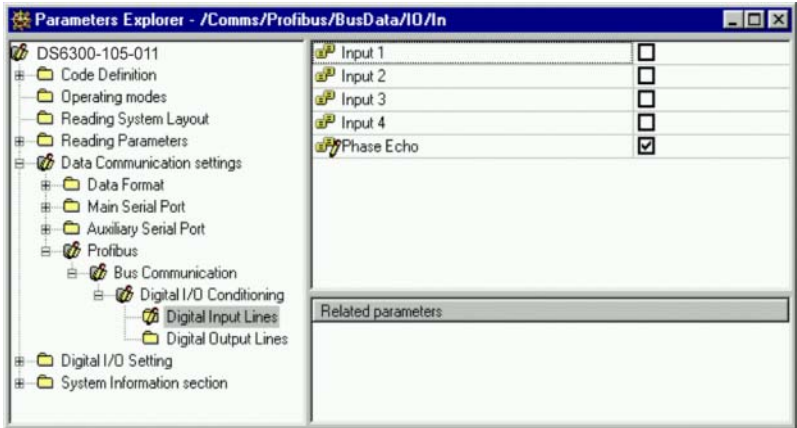 Parameters Explorer - /Comms/Profibus/BusData/IO/In
DS6300-105-011
Code Definition
Operating modes
Reading System Layout
Reading Parameters
Data Communication settings
Data Format
Main Serial Port
Auxiliary Serial Port
Profibus
Bus Communication
Digital I/O Conditioning
Digital Input Lines
Digital Output Lines
Digital I/O Setting
System Information section
Input 1
Input 2
Input 3
Input 4
Phase Echo
Related parameters